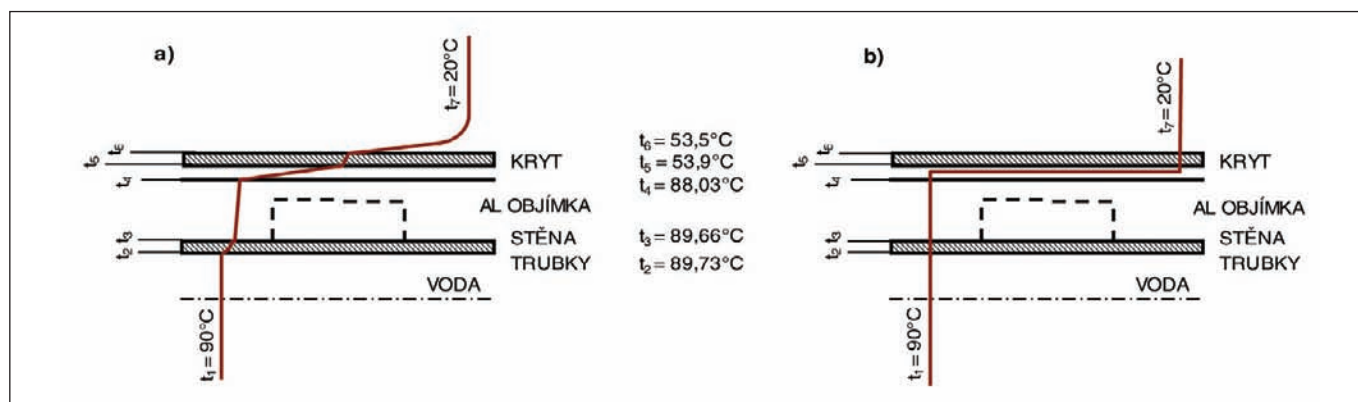 a)
t₇ = 20°C
t₆
t₅
t₄
t₃
t₂
KRYT
AL OBJÍMKA
STĚNA
TRUBKY
VODA
t₁ = 90°C
t₆ = 53,5°C
t₅ = 53,9°C
t₄ = 88,03°C
t₃ = 89,66°C
t₂ = 89,73°C
b)
t₇ = 20°C
t₆
t₅
t₄
t₃
t₂
KRYT
AL OBJÍMKA
STĚNA
TRUBKY
VODA
t₁ = 90°C